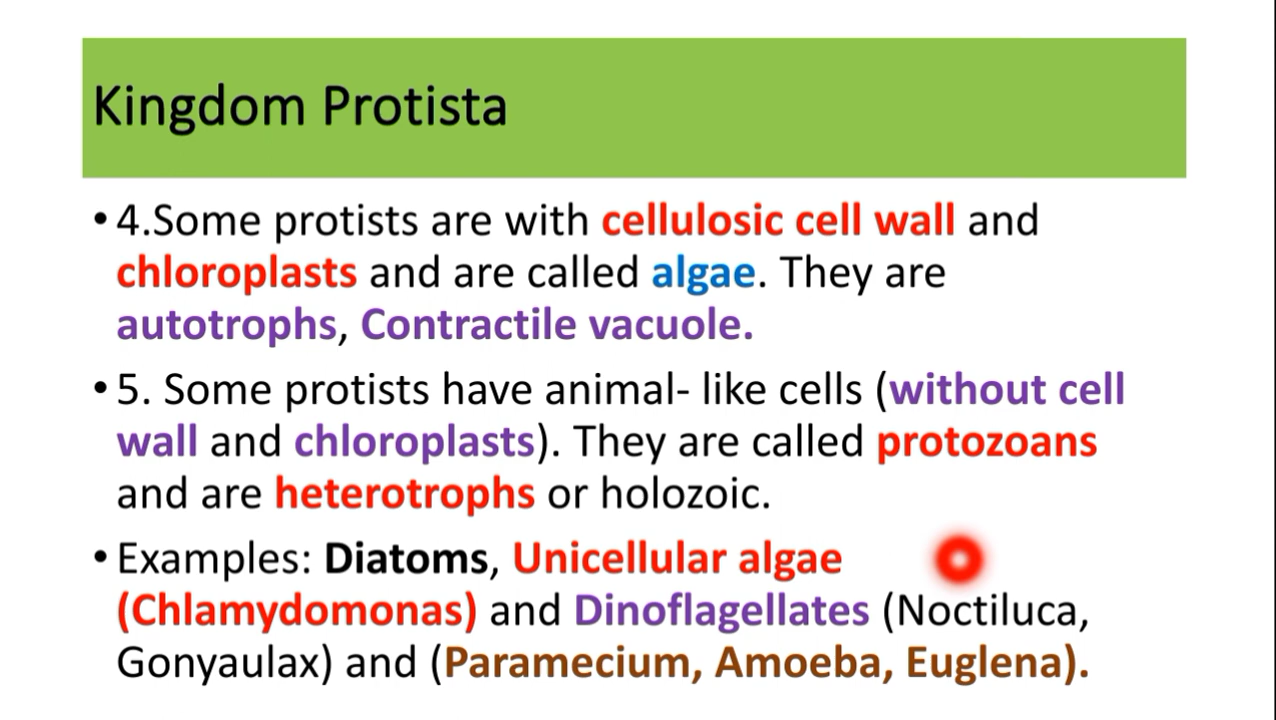 Kingdom Protista
• 4.Some protists are with cellulosic cell wall and
chloroplasts and are called algae. They are
autotrophs, Contractile vacuole.
• 5. Some protists have animal- like cells (without cell
wall and chloroplasts). They are called protozoans
and are heterotrophs or holozoic.
• Examples: Diatoms, Unicellular algae
(Chlamydomonas) and Dinoflagellates (Noctiluca,
Gonyaulax) and (Paramecium, Amoeba, Euglena).